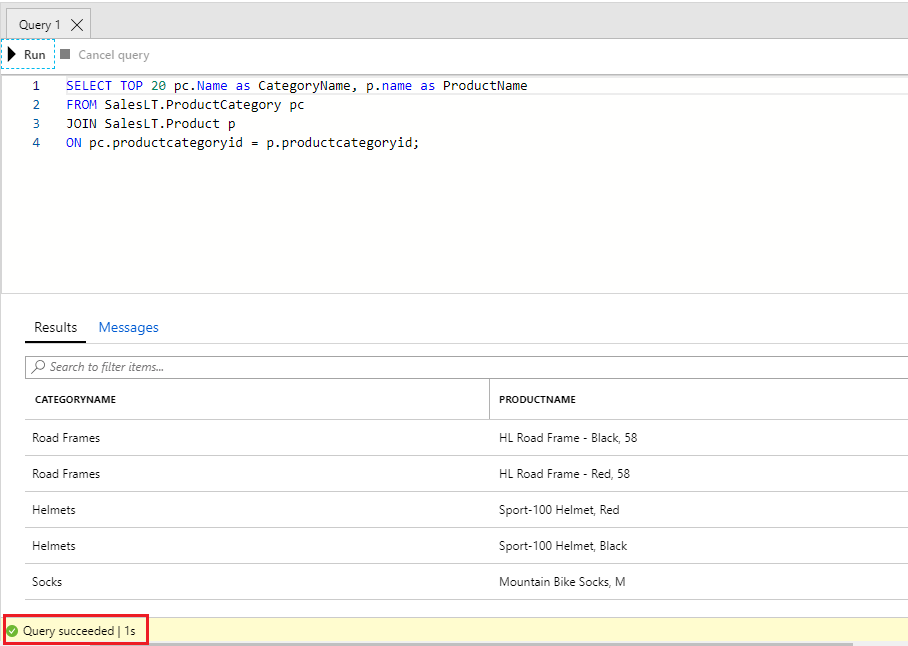 Query 1
Run Cancel query
1 SELECT TOP 20 pc.Name as CategoryName, p.name as ProductName
2 FROM SalesLT.ProductCategory pc
3 JOIN SalesLT.Product p
4 ON pc.productcategoryid = p.productcategoryid;
Results Messages
Search to filter items...
CATEGORYNAME PRODUCTNAME
Road Frames HL Road Frame - Black, 58
Road Frames HL Road Frame - Red, 58
Helmets Sport-100 Helmet, Red
Helmets Sport-100 Helmet, Black
Socks Mountain Bike Socks, M
Query succeeded | 1s